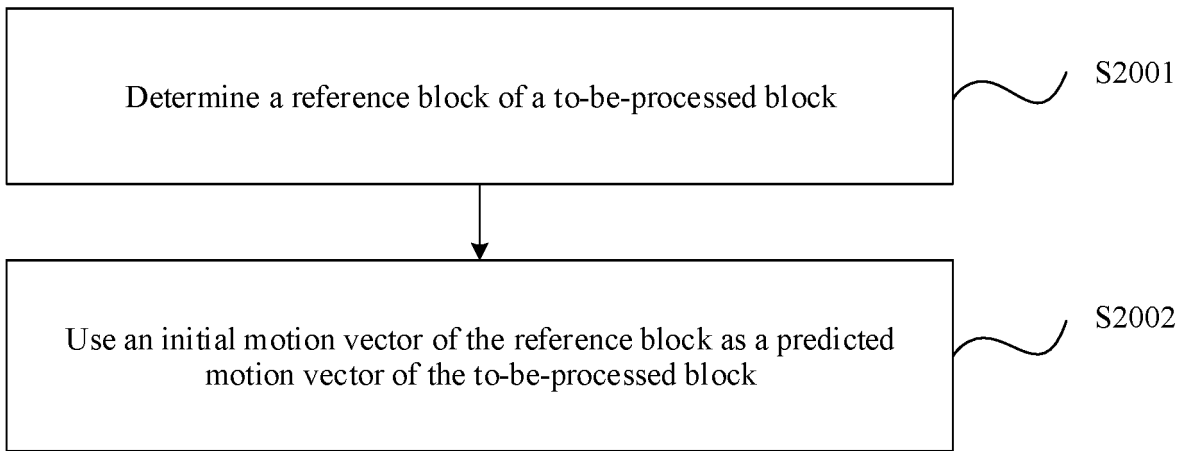 Determine a reference block of a to-be-processed block
S2001
Use an initial motion vector of the reference block as a predicted
motion vector of the to-be-processed block
S2002